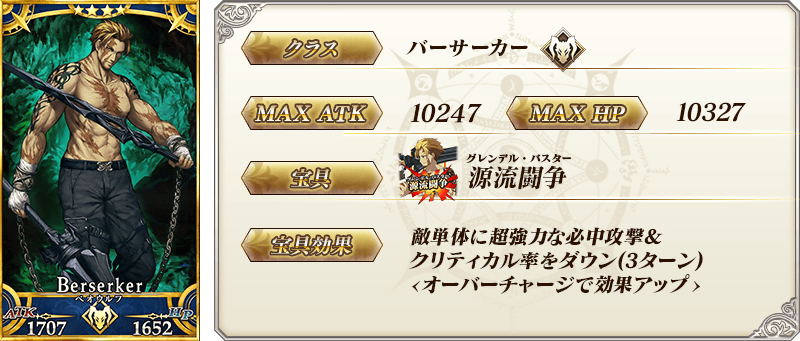 Berserker
ベオウルフ
ATK
1707
HP
1652
クラス
バーサーカー
MAX ATK
10247
MAX HP
10327
宝具
源流闘争
グレンデル・バスター
源流闘争
宝具効果
敵単体に超強力な必中攻撃&
クリティカル率をダウン(3ターン)
<オーバーチャージで効果アップ>